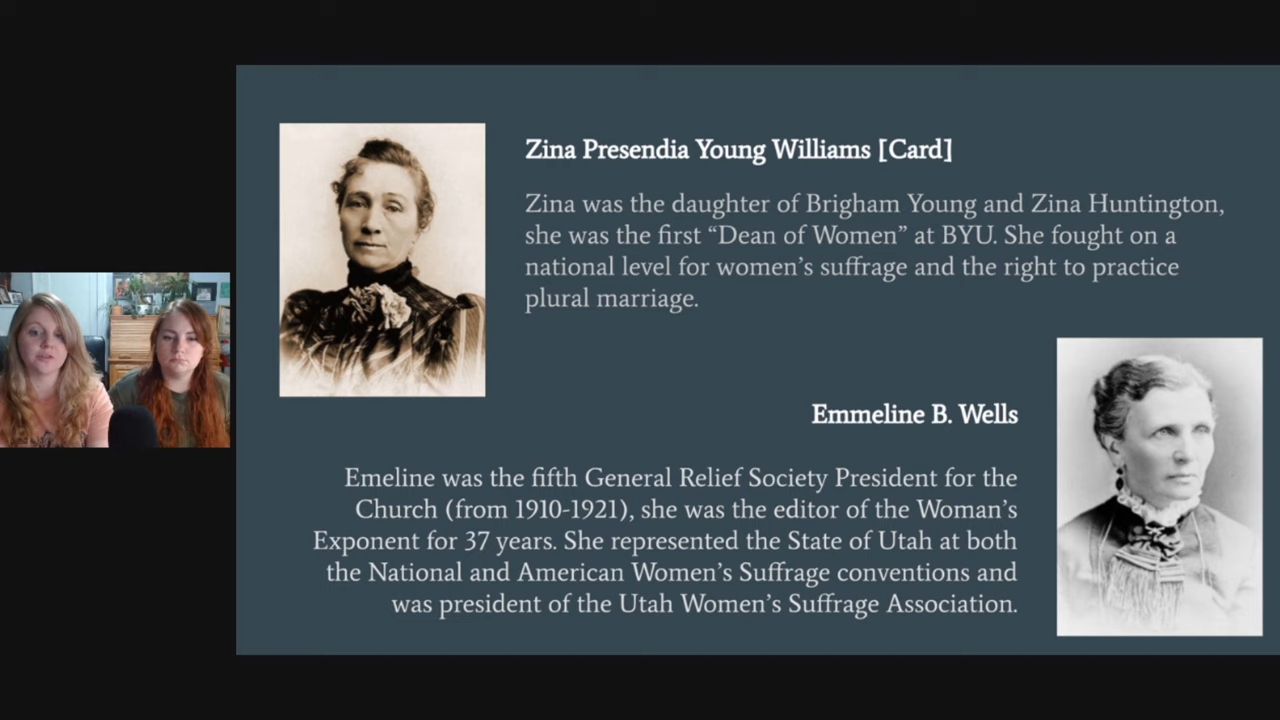 Zina Presendia Young Williams [Card]
Zina was the daughter of Brigham Young and Zina Huntington,
she was the first “Dean of Women” at BYU. She fought on a
national level for women’s suffrage and the right to practice
plural marriage.
Emmeline B. Wells
Emeline was the fifth General Relief Society President for the
Church (from 1910-1921), she was the editor of the Woman’s
Exponent for 37 years. She represented the State of Utah at both
the National and American Women’s Suffrage conventions and
was president of the Utah Women’s Suffrage Association.